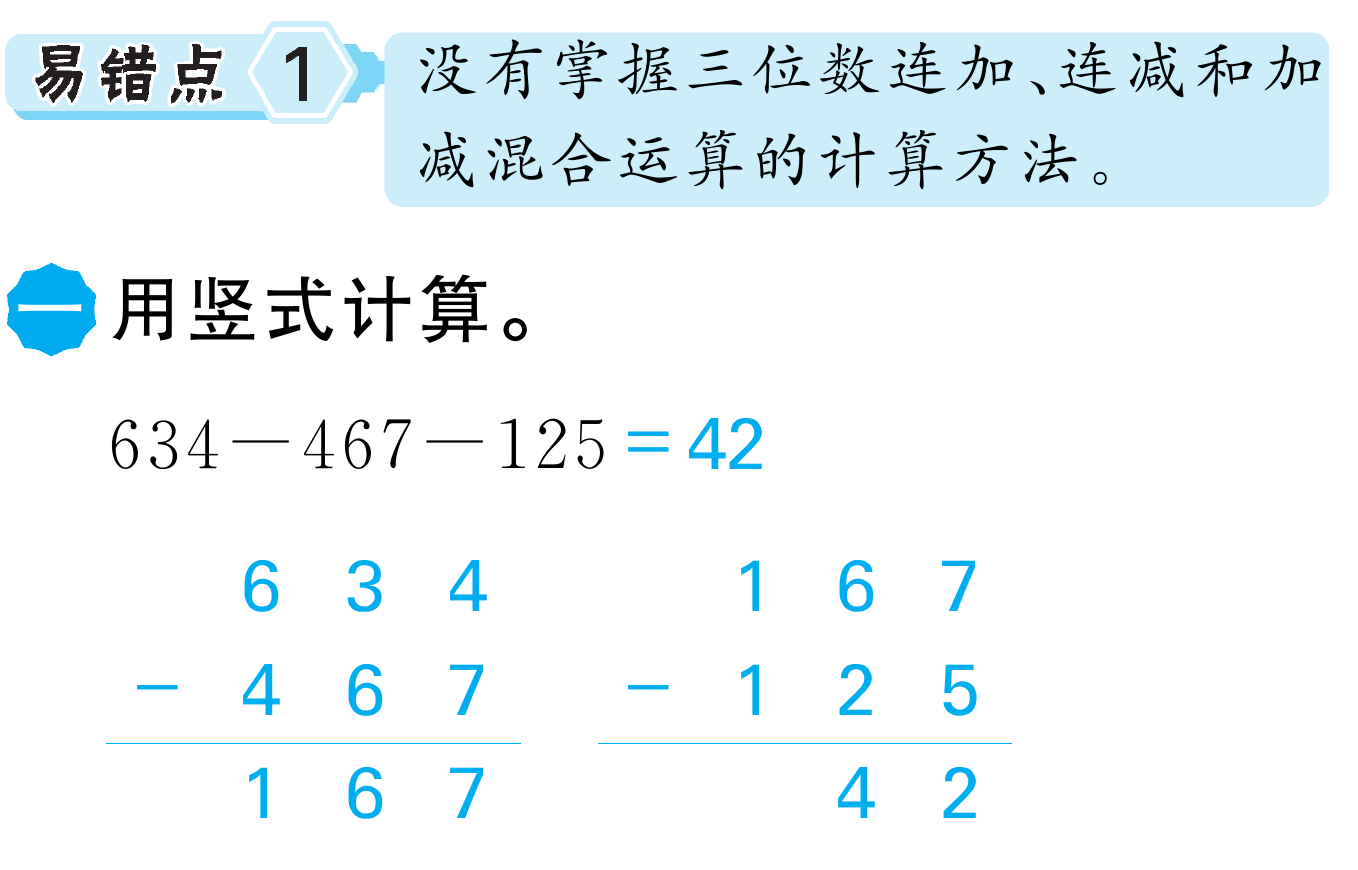 易错点 1
没有掌握三位数连加、连减和加
减混合运算的计算方法。
一 用竖式计算。
634－467－125＝42
6 3 4
－ 4 6 7
1 6 7
1 6 7
－ 1 2 5
4 2